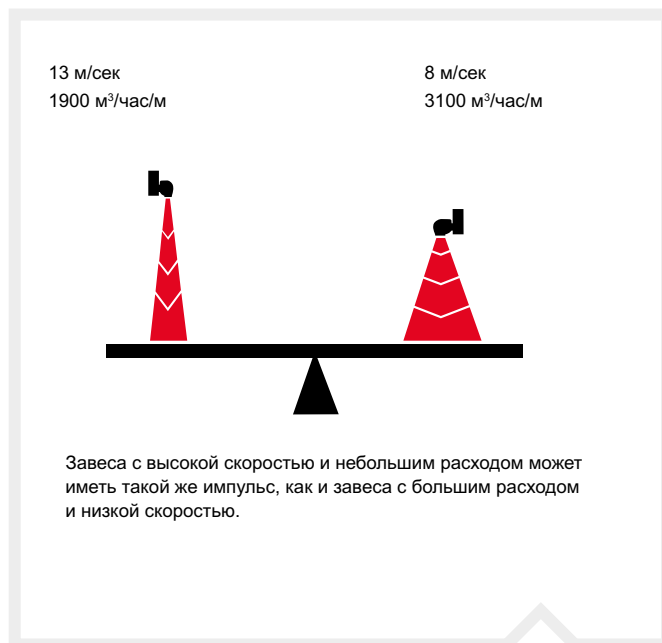 13 м/сек
1900 м³/час/м
8 м/сек
3100 м³/час/м
Завеса с высокой скоростью и небольшим расходом может
иметь такой же импульс, как и завеса с большим расходом
и низкой скоростью.